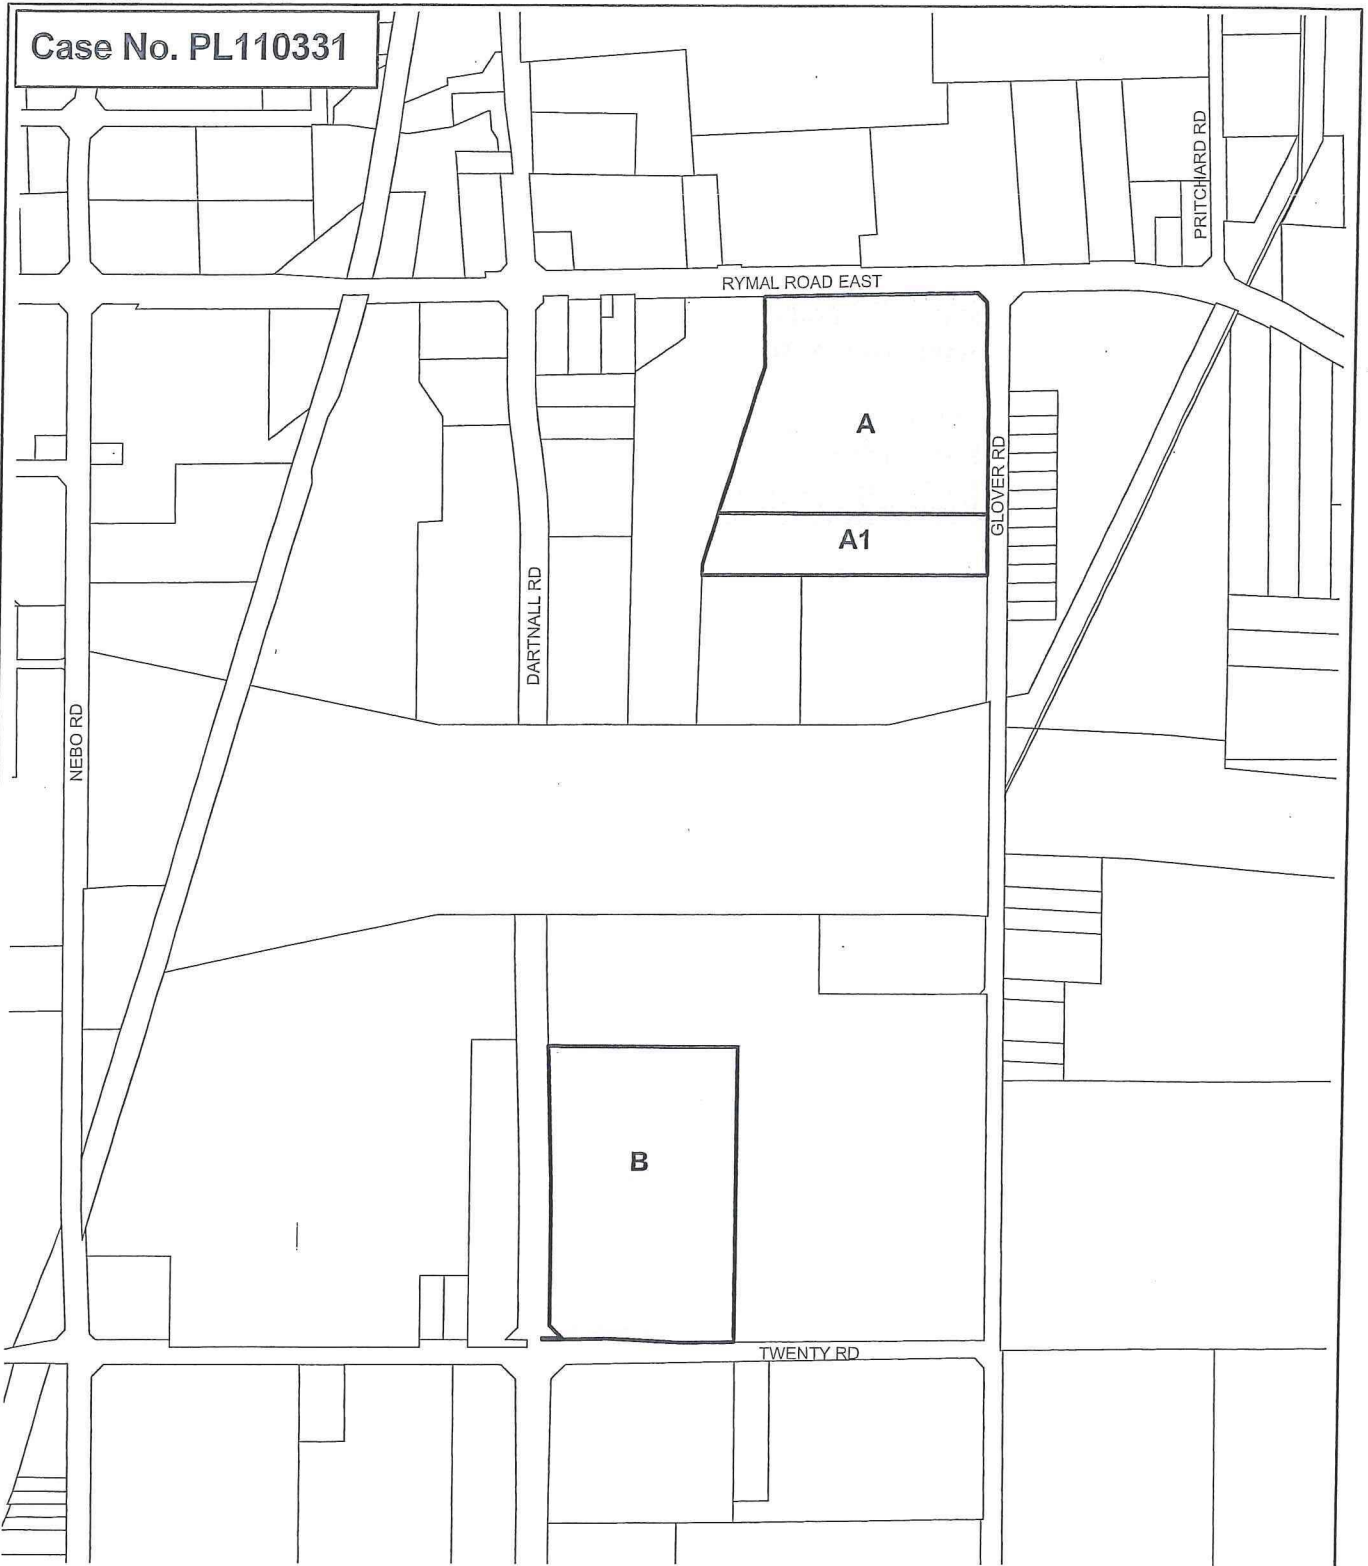 Case No. PL110331
PRITCHARD RD
RYMAL ROAD EAST
A
GLOVER RD
A1
DARTNALL RD
NEBO RD
B
TWENTY RD